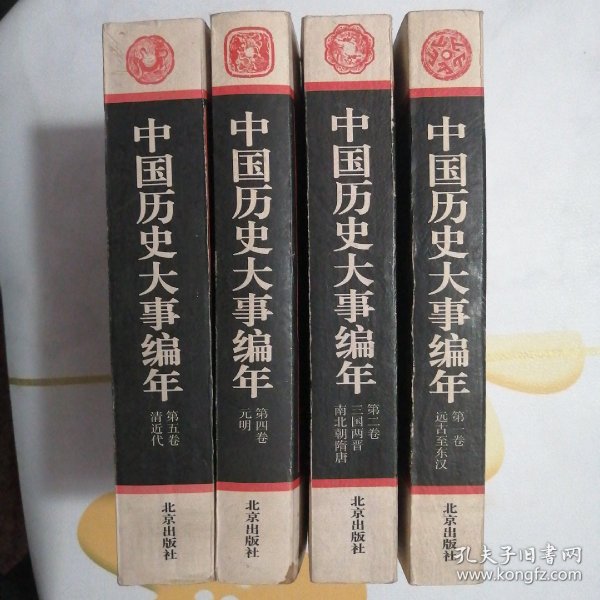 中国历史大事编年
第五卷
清近代
北京出版社
中国历史大事编年
第四卷
元明
北京出版社
中国历史大事编年
第二卷
三国两晋
南北朝隋唐
北京出版社
中国历史大事编年
第一卷
远古至东汉
北京出版社
孔夫子旧书网
www.kongfz.com